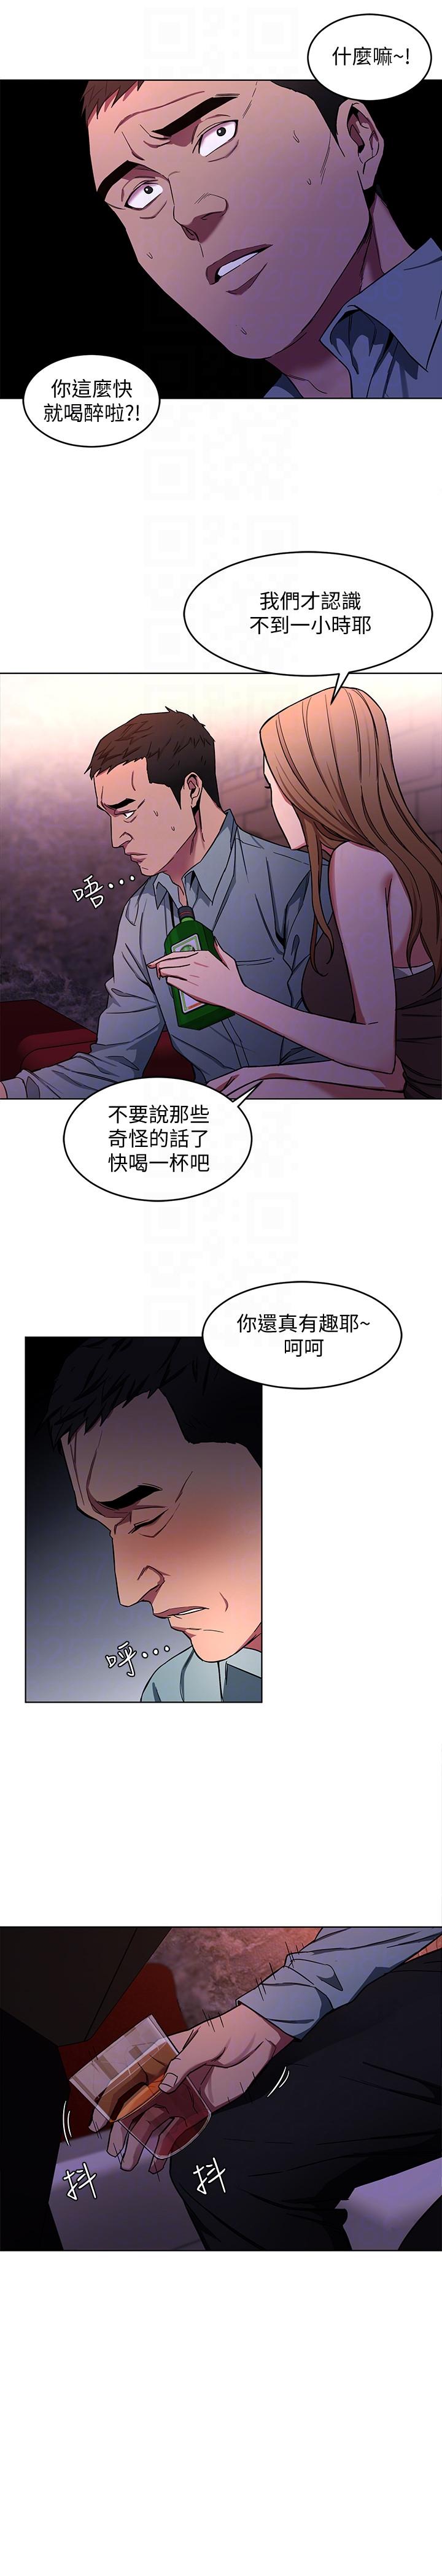 什麼嘛~!
你這麼快
就喝醉啦?!
我們才認識
不到一小時耶
唔…
不要說那些
奇怪的話了
快喝一杯吧
你還真有趣耶~
呵呵
呼…
抖
抖